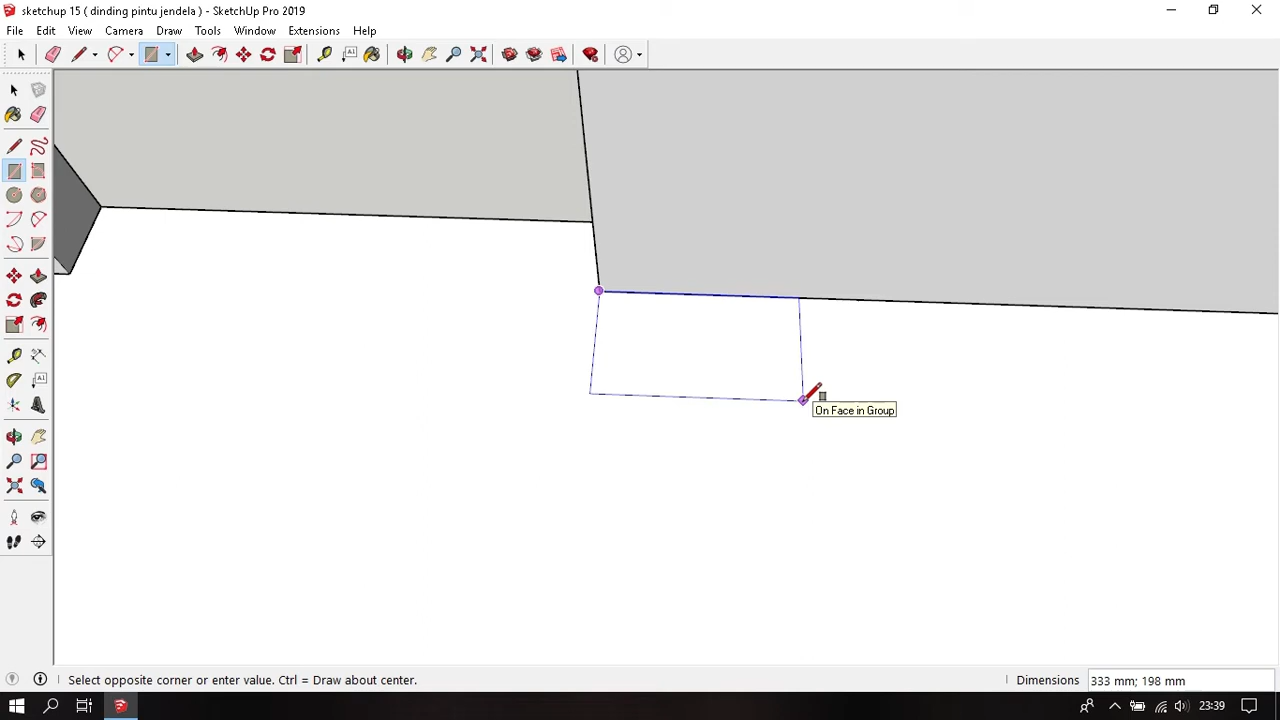 sketchup 15 ( dinding pintu jendela ) - SketchUp Pro 2019
File Edit View Camera Draw Tools Window Extensions Help
On Face in Group
Select opposite corner or enter value. Ctrl = Draw about center.
Dimensions 333 mm; 198 mm
23:39